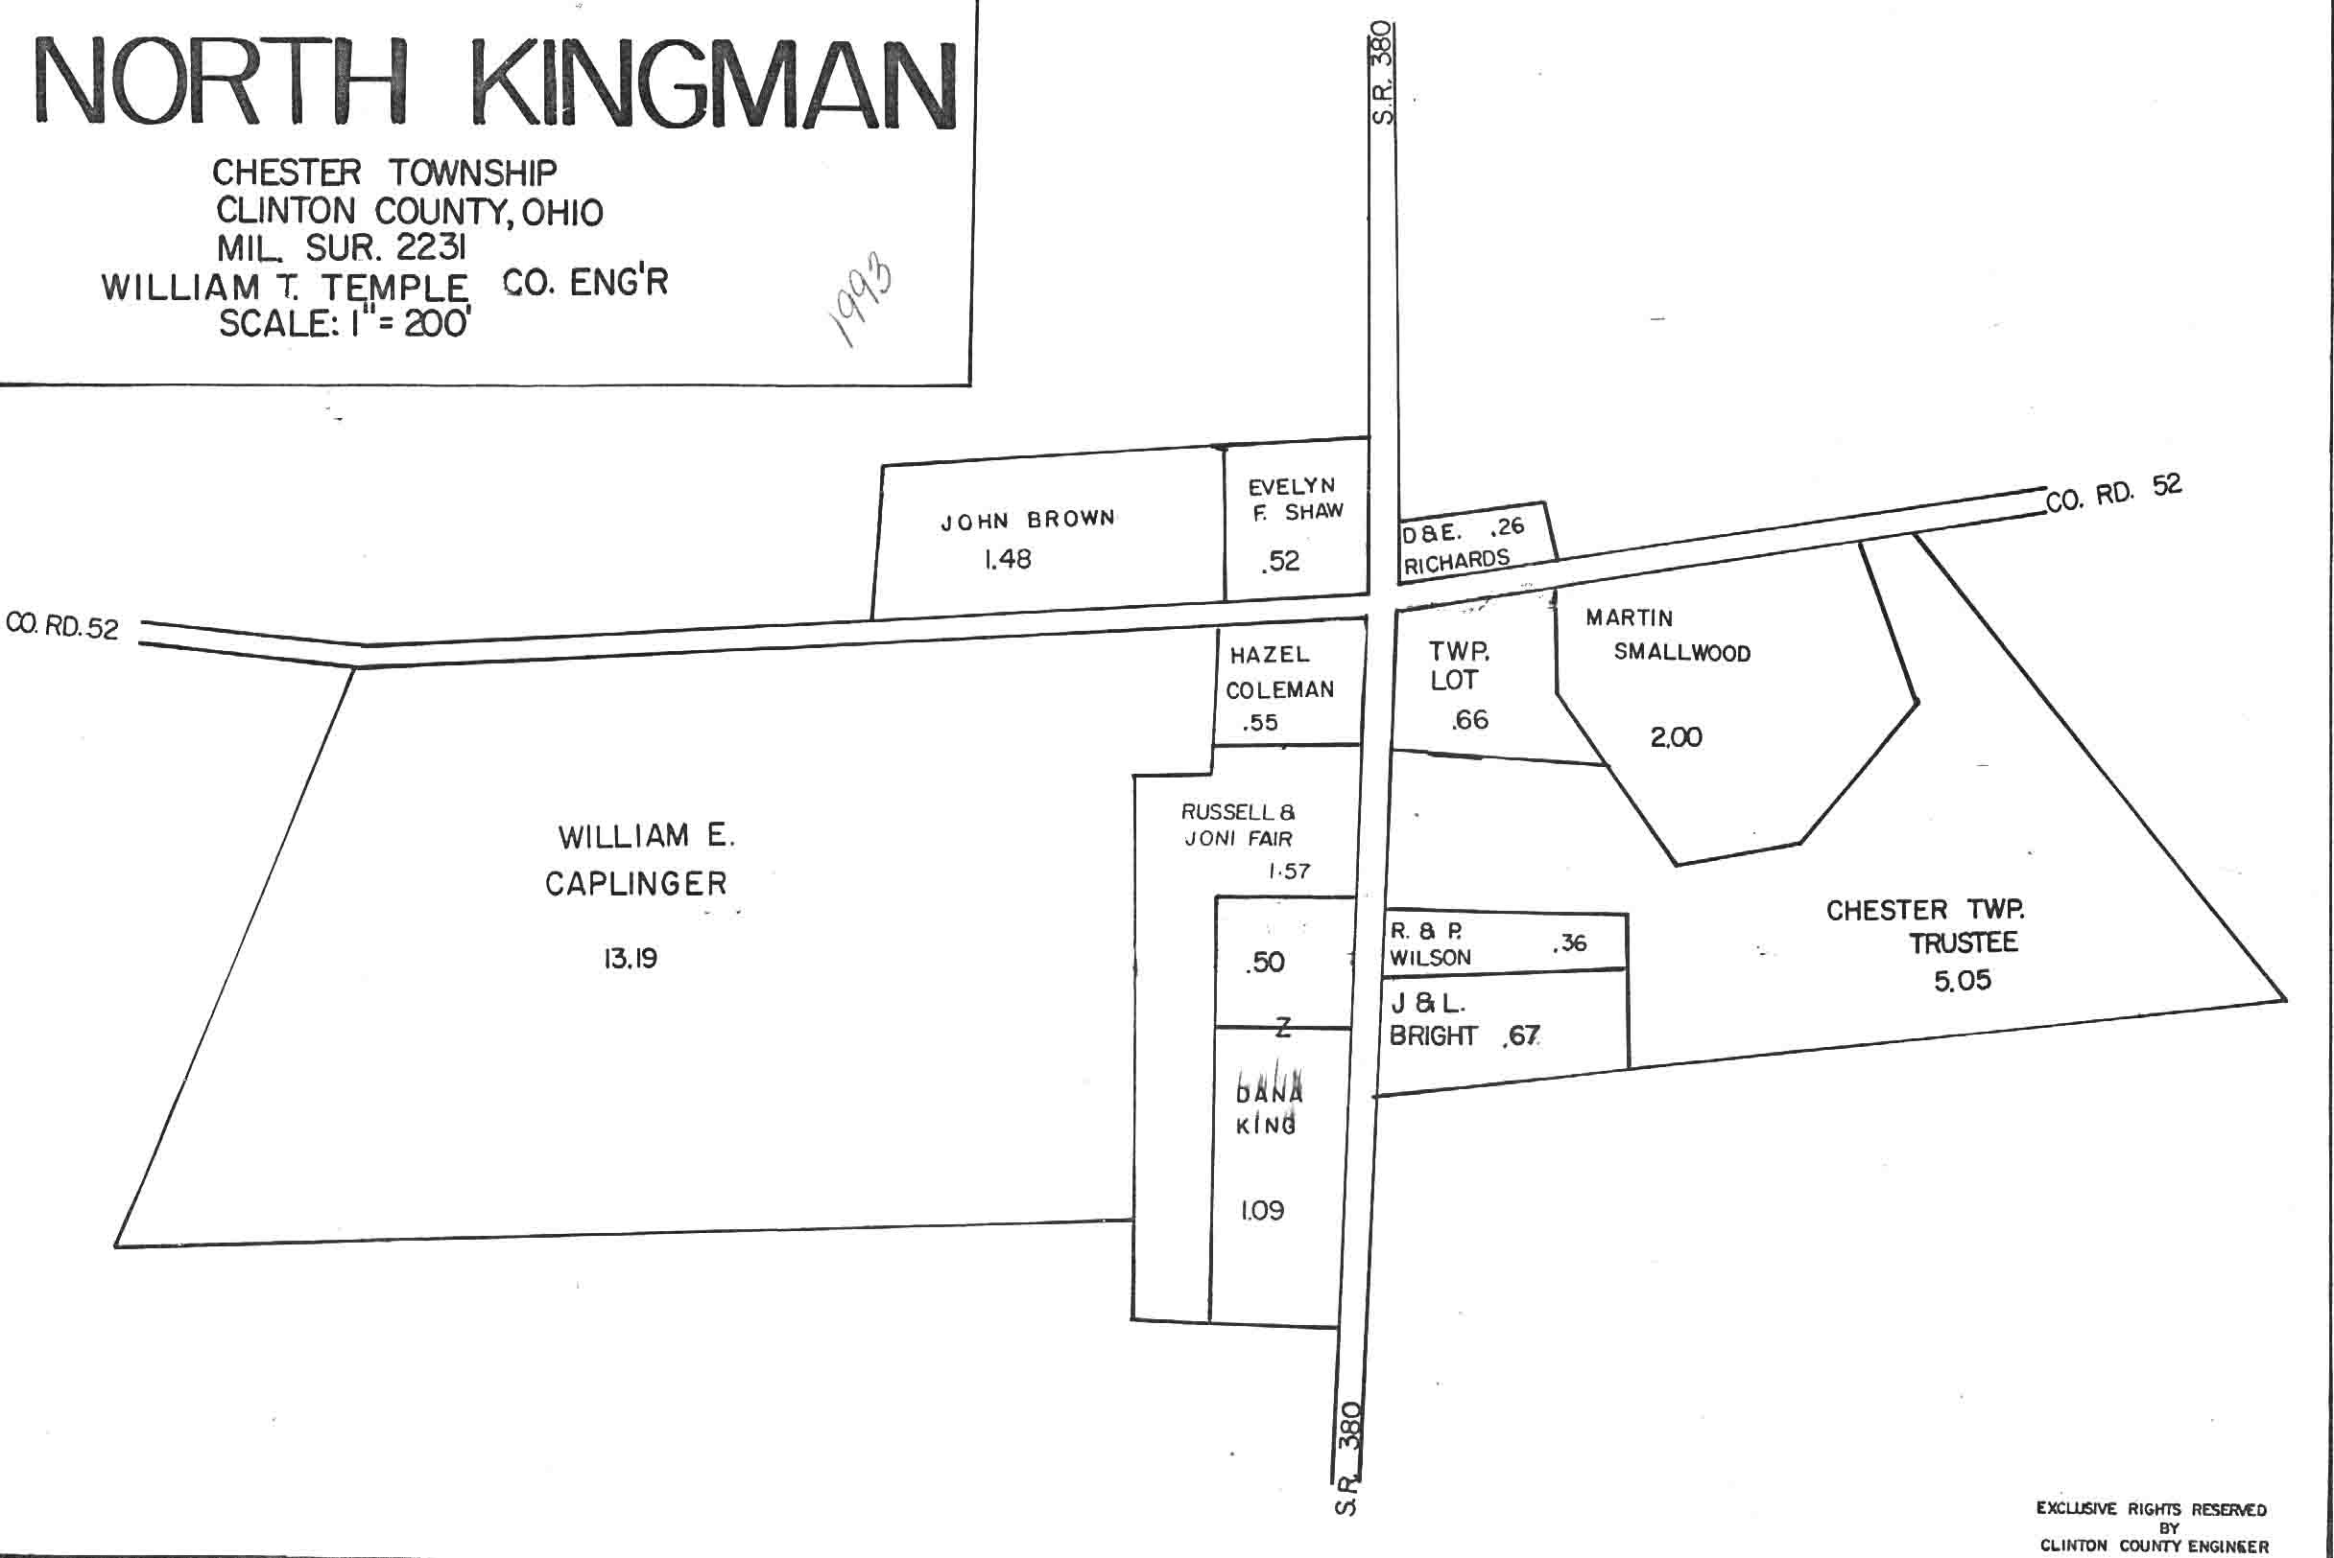 NORTH KINGMAN
CHESTER TOWNSHIP
CLINTON COUNTY, OHIO
MIL. SUR. 2231
WILLIAM T. TEMPLE CO. ENG'R
SCALE: 1" = 200'
1993
S.R. 380
JOHN BROWN
1.48
EVELYN
F. SHAW
.52
D & E. .26
RICHARDS
CO. RD. 52
CO. RD. 52
HAZEL
COLEMAN
.55
TWP.
LOT
.66
MARTIN
SMALLWOOD
2.00
WILLIAM E.
CAPLINGER
13.19
RUSSELL &
JONI FAIR
1.57
.50
Z
DANA
KING
1.09
R. & P. .36
WILSON
J & L.
BRIGHT .67
CHESTER TWP.
TRUSTEE
5.05
S.R. 380
EXCLUSIVE RIGHTS RESERVED
BY
CLINTON COUNTY ENGINEER